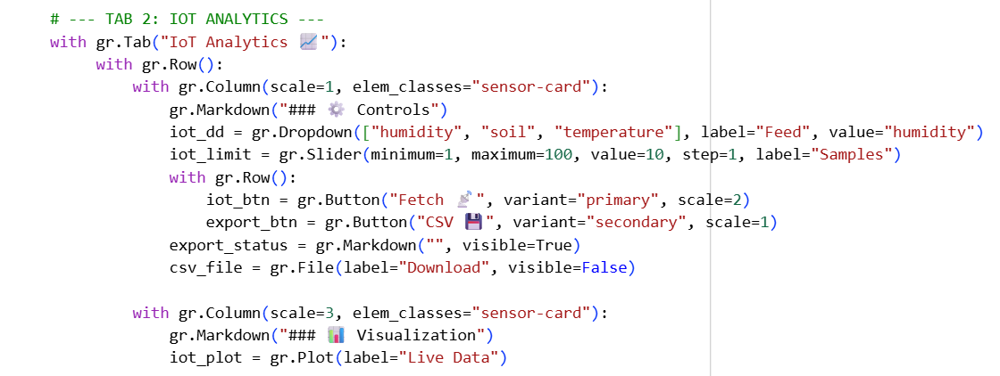 # --- TAB 2: IOT ANALYTICS ---
with gr.Tab("IoT Analytics 📈"):
with gr.Row():
with gr.Column(scale=1, elem_classes="sensor-card"):
gr.Markdown("### ⚙️ Controls")
iot_dd = gr.Dropdown(["humidity", "soil", "temperature"], label="Feed", value="humidity")
iot_limit = gr.Slider(minimum=1, maximum=100, value=10, step=1, label="Samples")
with gr.Row():
iot_btn = gr.Button("Fetch 📡", variant="primary", scale=2)
export_btn = gr.Button("CSV 💾", variant="secondary", scale=1)
export_status = gr.Markdown("", visible=True)
csv_file = gr.File(label="Download", visible=False)
with gr.Column(scale=3, elem_classes="sensor-card"):
gr.Markdown("### 📊 Visualization")
iot_plot = gr.Plot(label="Live Data")